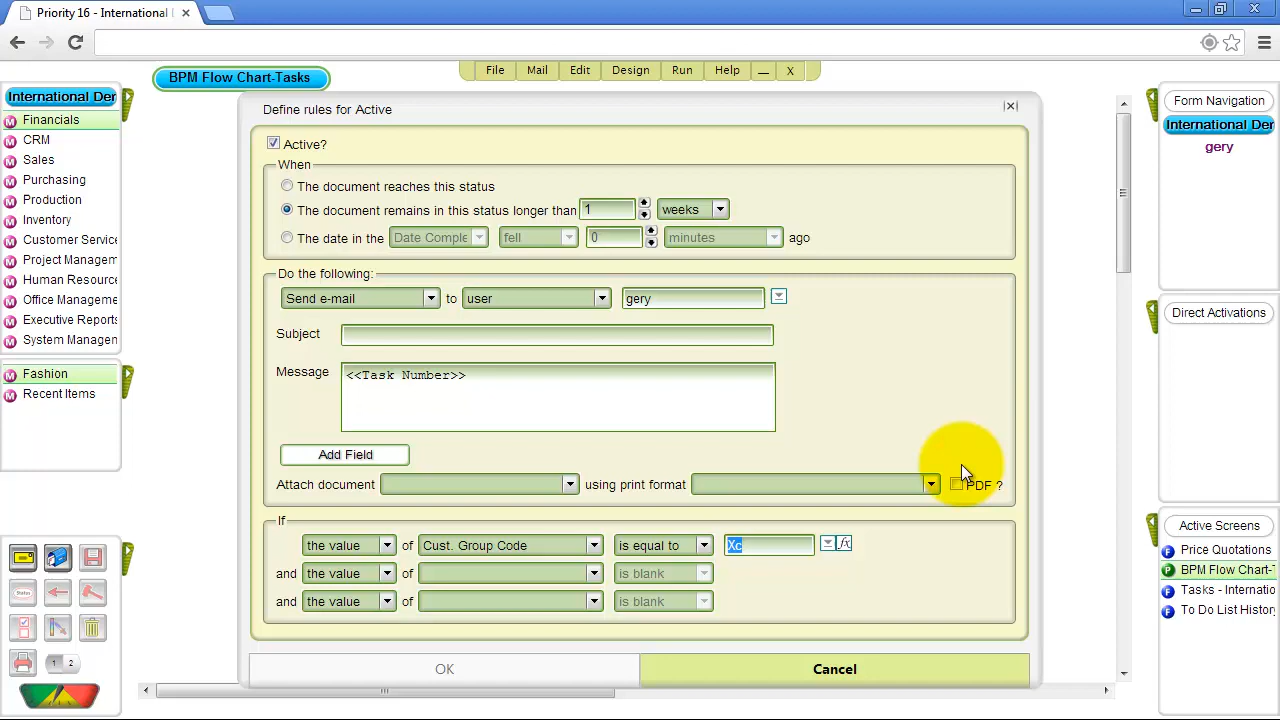 Priority 16 - International
BPM Flow Chart-Tasks
File Mail Edit Design Run Help X
International Der
Financials
CRM
Sales
Purchasing
Production
Inventory
Customer Service
Project Managem
Human Resource
Office Manageme
Executive Reports
System Manager
Fashion
Recent Items
Status
1 2
Define rules for Active
Active?
When
The document reaches this status
The document remains in this status longer than 1 weeks
The date in the Date Comple fell 0 minutes ago
Do the following:
Send e-mail to user gery
Subject
Message <<Task Number>>
Add Field
Attach document using print format PDF ?
If
the value of Cust. Group Code is equal to Xc fx
and the value of is blank
and the value of is blank
OK Cancel
Form Navigation
International Der
gery
Direct Activations
Active Screens
F Price Quotations
P BPM Flow Chart-T
F Tasks - Internatio
F To Do List History